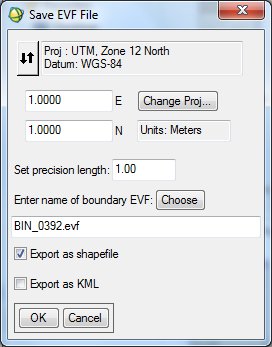 Save EVF File
Proj : UTM, Zone 12 North
Datum: WGS-84
1.0000 E Change Proj...
1.0000 N Units: Meters
Set precision length: 1.00
Enter name of boundary EVF: Choose
BIN_0392.evf
Export as shapefile
Export as KML
OK Cancel